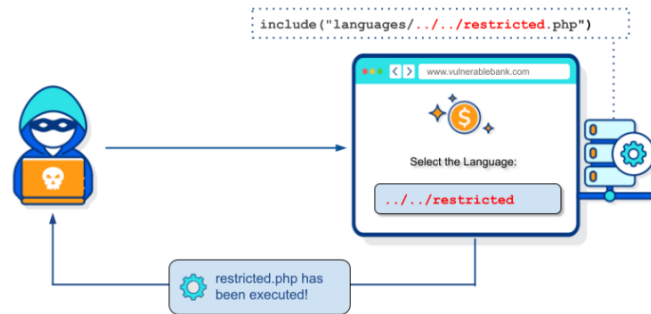 include("languages/../../restricted.php")
www.vulnerablebank.com
$
Select the Language:
../../restricted
restricted.php has
been executed!